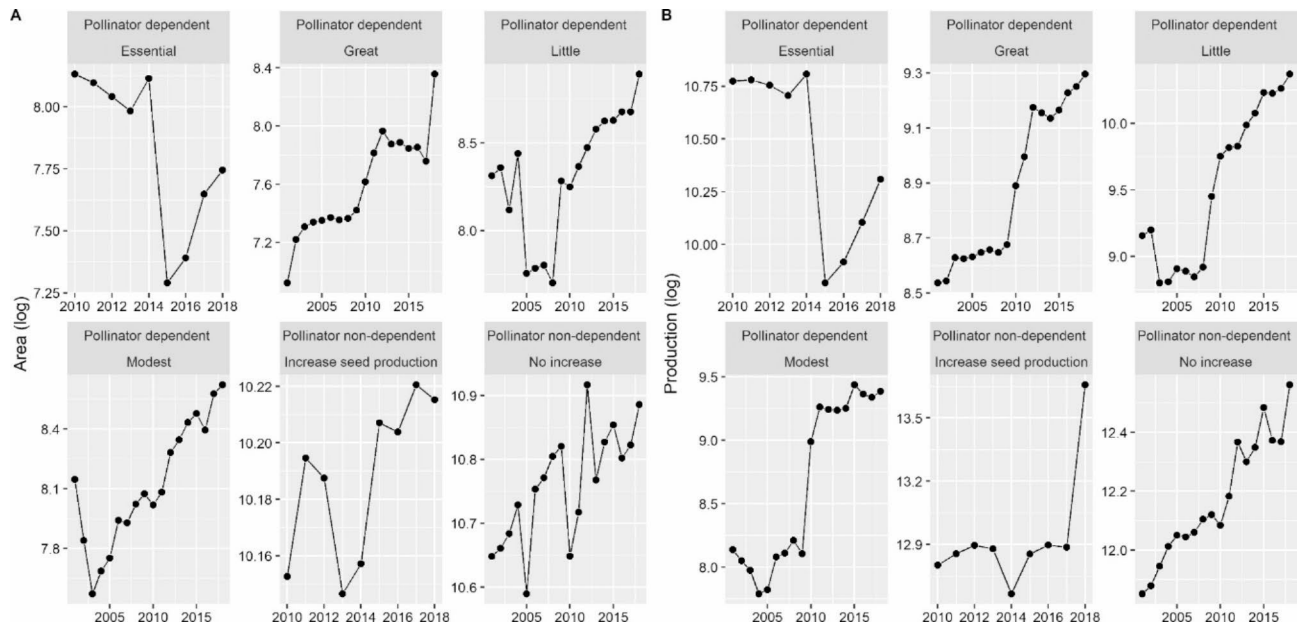 A
Pollinator dependent
Essential
8.00
7.75
7.50
7.25
2010 2012 2014 2016 2018
Pollinator dependent
Great
8.4
8.0
7.6
7.2
2005 2010 2015
Pollinator dependent
Little
8.5
8.0
2005 2010 2015
Area (log)
Pollinator dependent
Modest
8.4
8.1
7.8
2005 2010 2015
Pollinator non-dependent
Increase seed production
10.22
10.20
10.18
10.16
2010 2012 2014 2016 2018
Pollinator non-dependent
No increase
10.9
10.8
10.7
10.6
2005 2010 2015
B
Pollinator dependent
Essential
10.75
10.50
10.25
10.00
2010 2012 2014 2016 2018
Pollinator dependent
Great
9.3
9.1
8.9
8.7
8.5
2005 2010 2015
Pollinator dependent
Little
10.0
9.5
9.0
2005 2010 2015
Production (log)
Pollinator dependent
Modest
9.5
9.0
8.5
8.0
2005 2010 2015
Pollinator non-dependent
Increase seed production
13.5
13.2
12.9
2010 2012 2014 2016 2018
Pollinator non-dependent
No increase
12.4
12.2
12.0
2005 2010 2015